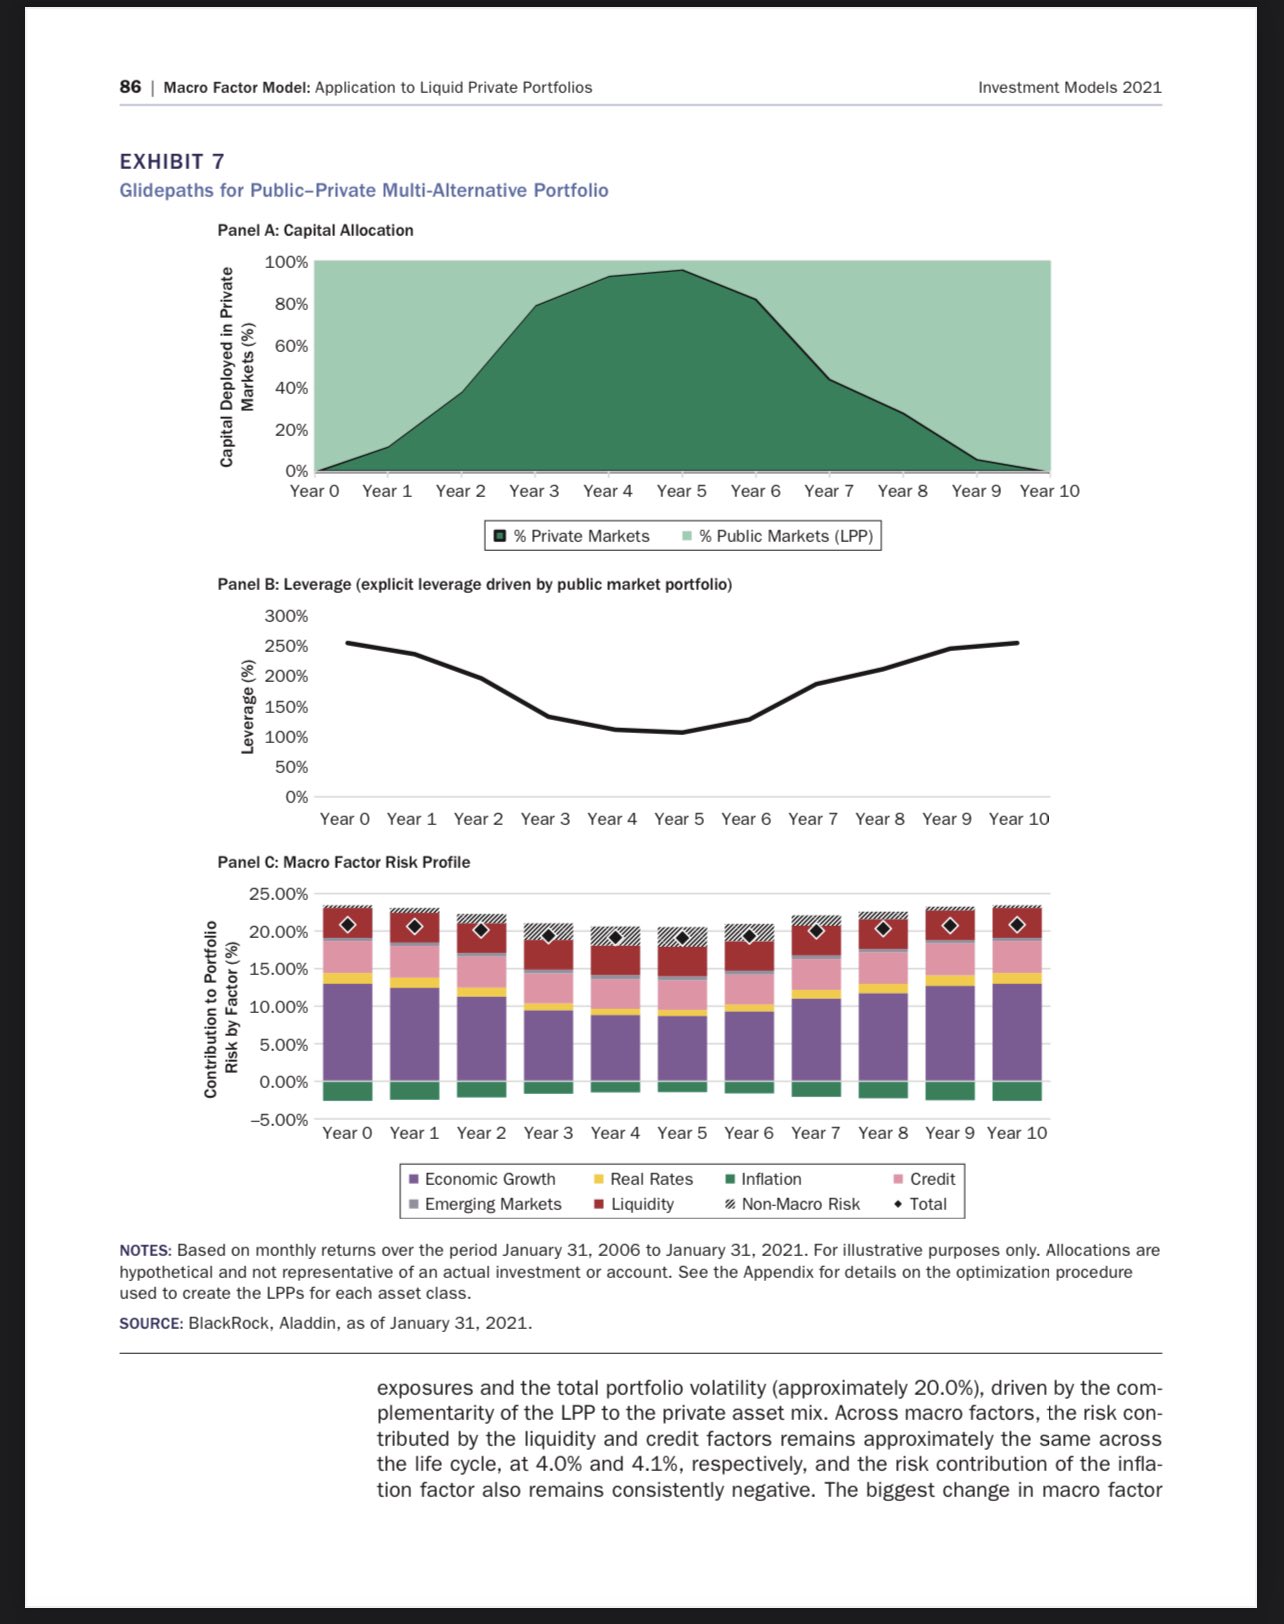 86 | Macro Factor Model: Application to Liquid Private Portfolios
Investment Models 2021
EXHIBIT 7
Glidepaths for Public–Private Multi-Alternative Portfolio
Panel A: Capital Allocation
Capital Deployed in Private
Markets (%)
100%
80%
60%
40%
20%
0%
Year 0 Year 1 Year 2 Year 3 Year 4 Year 5 Year 6 Year 7 Year 8 Year 9 Year 10
% Private Markets % Public Markets (LPP)
Panel B: Leverage (explicit leverage driven by public market portfolio)
Leverage (%)
300%
250%
200%
150%
100%
50%
0%
Year 0 Year 1 Year 2 Year 3 Year 4 Year 5 Year 6 Year 7 Year 8 Year 9 Year 10
Panel C: Macro Factor Risk Profile
Contribution to Portfolio
Risk by Factor (%)
25.00%
20.00%
15.00%
10.00%
5.00%
0.00%
–5.00%
Year 0 Year 1 Year 2 Year 3 Year 4 Year 5 Year 6 Year 7 Year 8 Year 9 Year 10
Economic Growth Real Rates Inflation Credit
Emerging Markets Liquidity Non-Macro Risk Total
NOTES: Based on monthly returns over the period January 31, 2006 to January 31, 2021. For illustrative purposes only. Allocations are
hypothetical and not representative of an actual investment or account. See the Appendix for details on the optimization procedure
used to create the LPPs for each asset class.
SOURCE: BlackRock, Aladdin, as of January 31, 2021.
exposures and the total portfolio volatility (approximately 20.0%), driven by the com-
plementarity of the LPP to the private asset mix. Across macro factors, the risk con-
tributed by the liquidity and credit factors remains approximately the same across
the life cycle, at 4.0% and 4.1%, respectively, and the risk contribution of the infla-
tion factor also remains consistently negative. The biggest change in macro factor